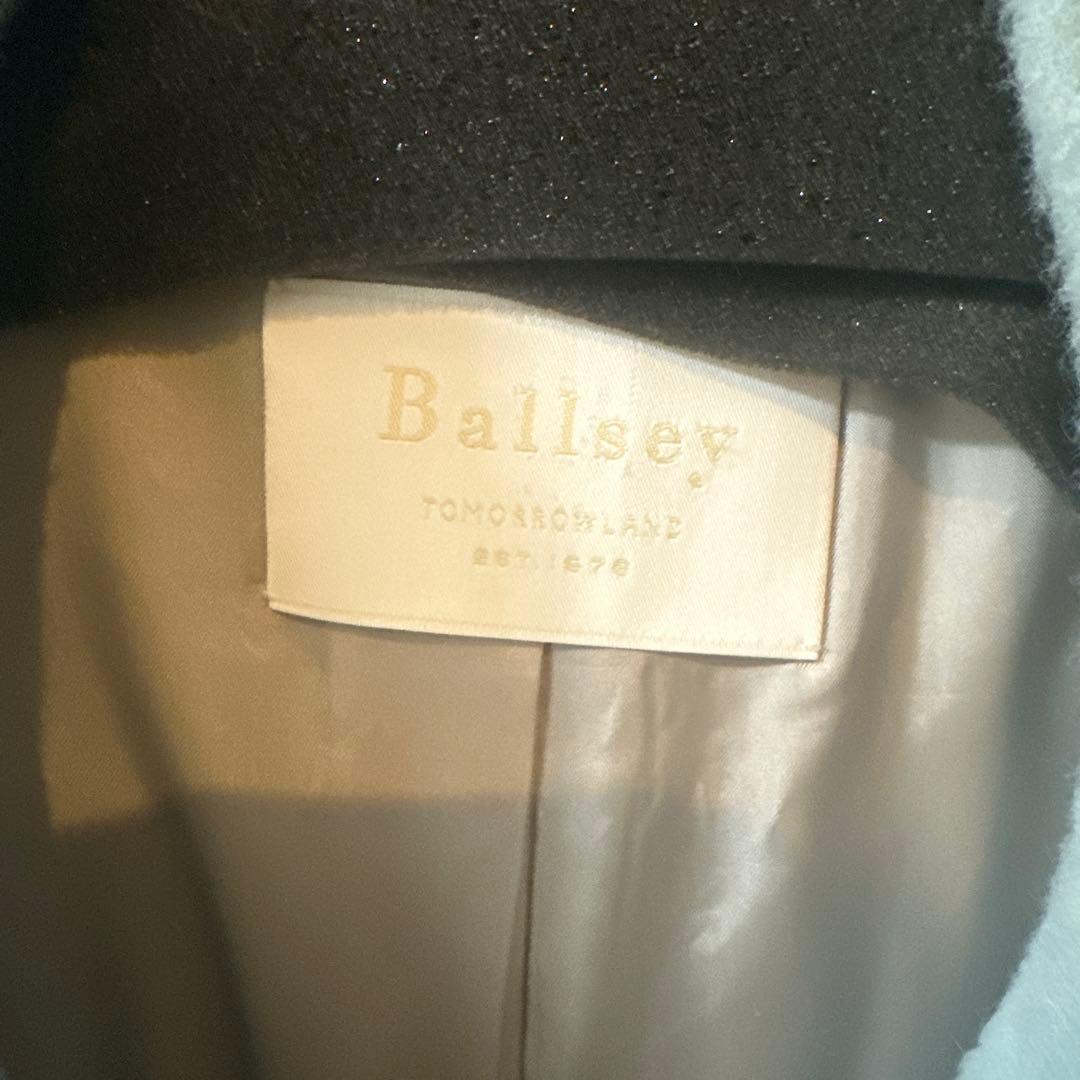 Ballsey
TOMORROWLAND
EST. 1978